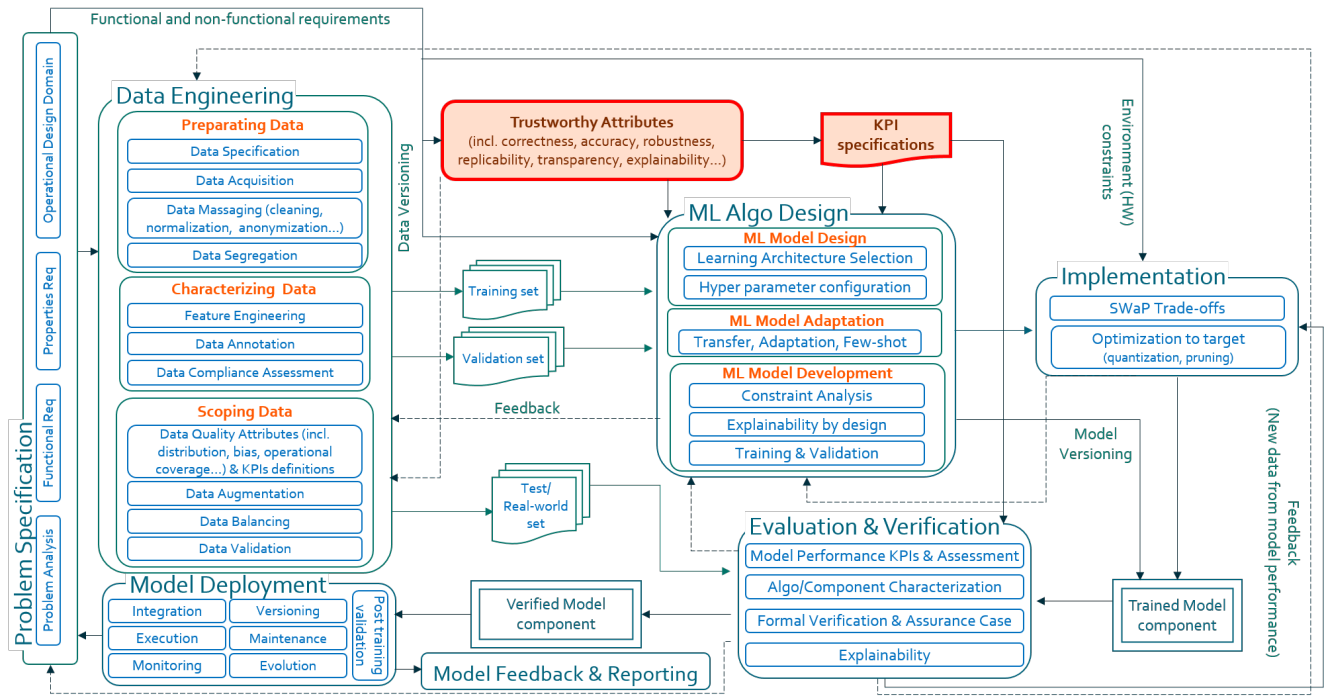 Functional and non-functional requirements
Problem Specification
Operational Design Domain
Properties Req
Functional Req
Problem Analysis
Data Engineering
Preparating Data
Data Specification
Data Acquisition
Data Massaging (cleaning,
normalization, anonymization...)
Data Segregation
Characterizing Data
Feature Engineering
Data Annotation
Data Compliance Assessment
Scoping Data
Data Quality Attributes (incl.
distribution, bias, operational
coverage...) & KPIs definitions
Data Augmentation
Data Balancing
Data Validation
Data Versioning
Trustworthy Attributes
(incl. correctness, accuracy, robustness,
replicability, transparency, explainability...)
KPI
specifications
Environment (HW)
constraints
Training set
Validation set
Feedback
Test/
Real-world
set
ML Algo Design
ML Model Design
Learning Architecture Selection
Hyper parameter configuration
ML Model Adaptation
Transfer, Adaptation, Few-shot
ML Model Development
Constraint Analysis
Explainability by design
Training & Validation
Implementation
SWaP Trade-offs
Optimization to target
(quantization, pruning)
Model
Versioning
Feedback
(New data from model performance)
Evaluation & Verification
Model Performance KPIs & Assessment
Algo/Component Characterization
Formal Verification & Assurance Case
Explainability
Trained Model
component
Verified Model
component
Model Deployment
Integration
Versioning
Execution
Maintenance
Monitoring
Evolution
Post training
validation
Model Feedback & Reporting